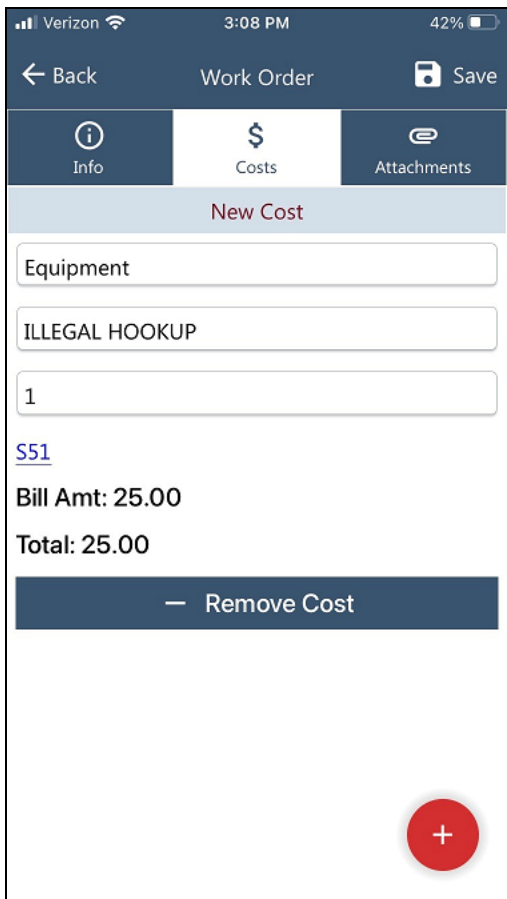 Verizon 3:08 PM 42%
Back Work Order Save
Info Costs Attachments
New Cost
Equipment
ILLEGAL HOOKUP
1
S51
Bill Amt: 25.00
Total: 25.00
− Remove Cost
+